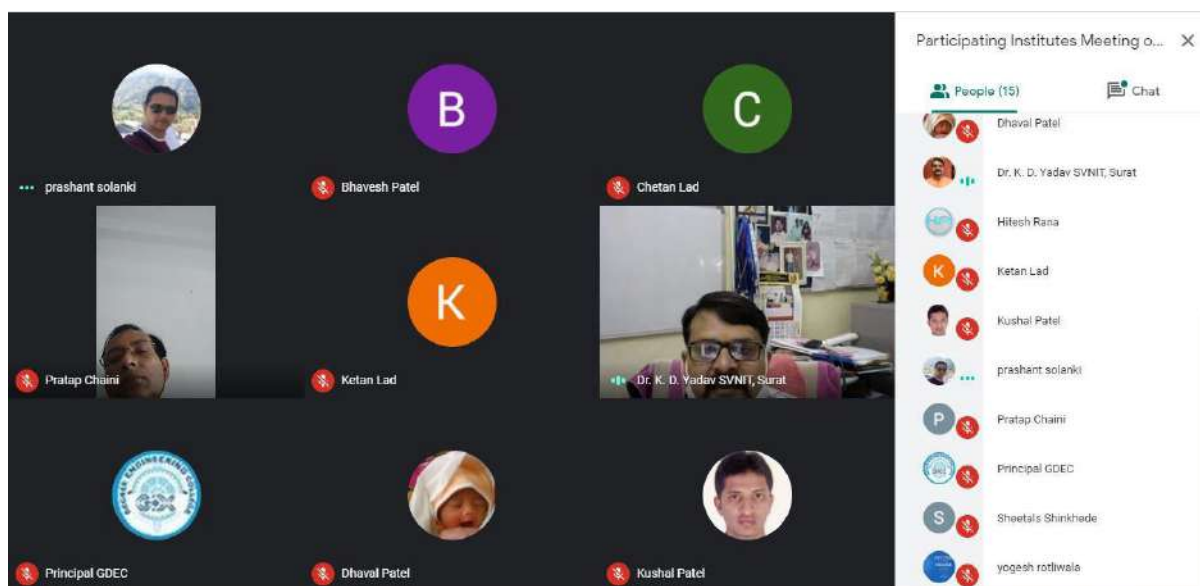 Participating Institutes Meeting o...
People (15)
Chat
B
C
prashant solanki
Bhavesh Patel
Chetan Lad
K
Pratap Chaini
Ketan Lad
Dr. K. D. Yadav SVNIT, Surat
Principal GDEC
Dhaval Patel
Kushal Patel
Dhaval Patel
Dr. K. D. Yadav SVNIT, Surat
Hitesh Rana
K
Ketan Lad
Kushal Patel
prashant solanki
P
Pratap Chaini
Principal GDEC
S
Sheetals Shinkhede
yogesh rotliwala